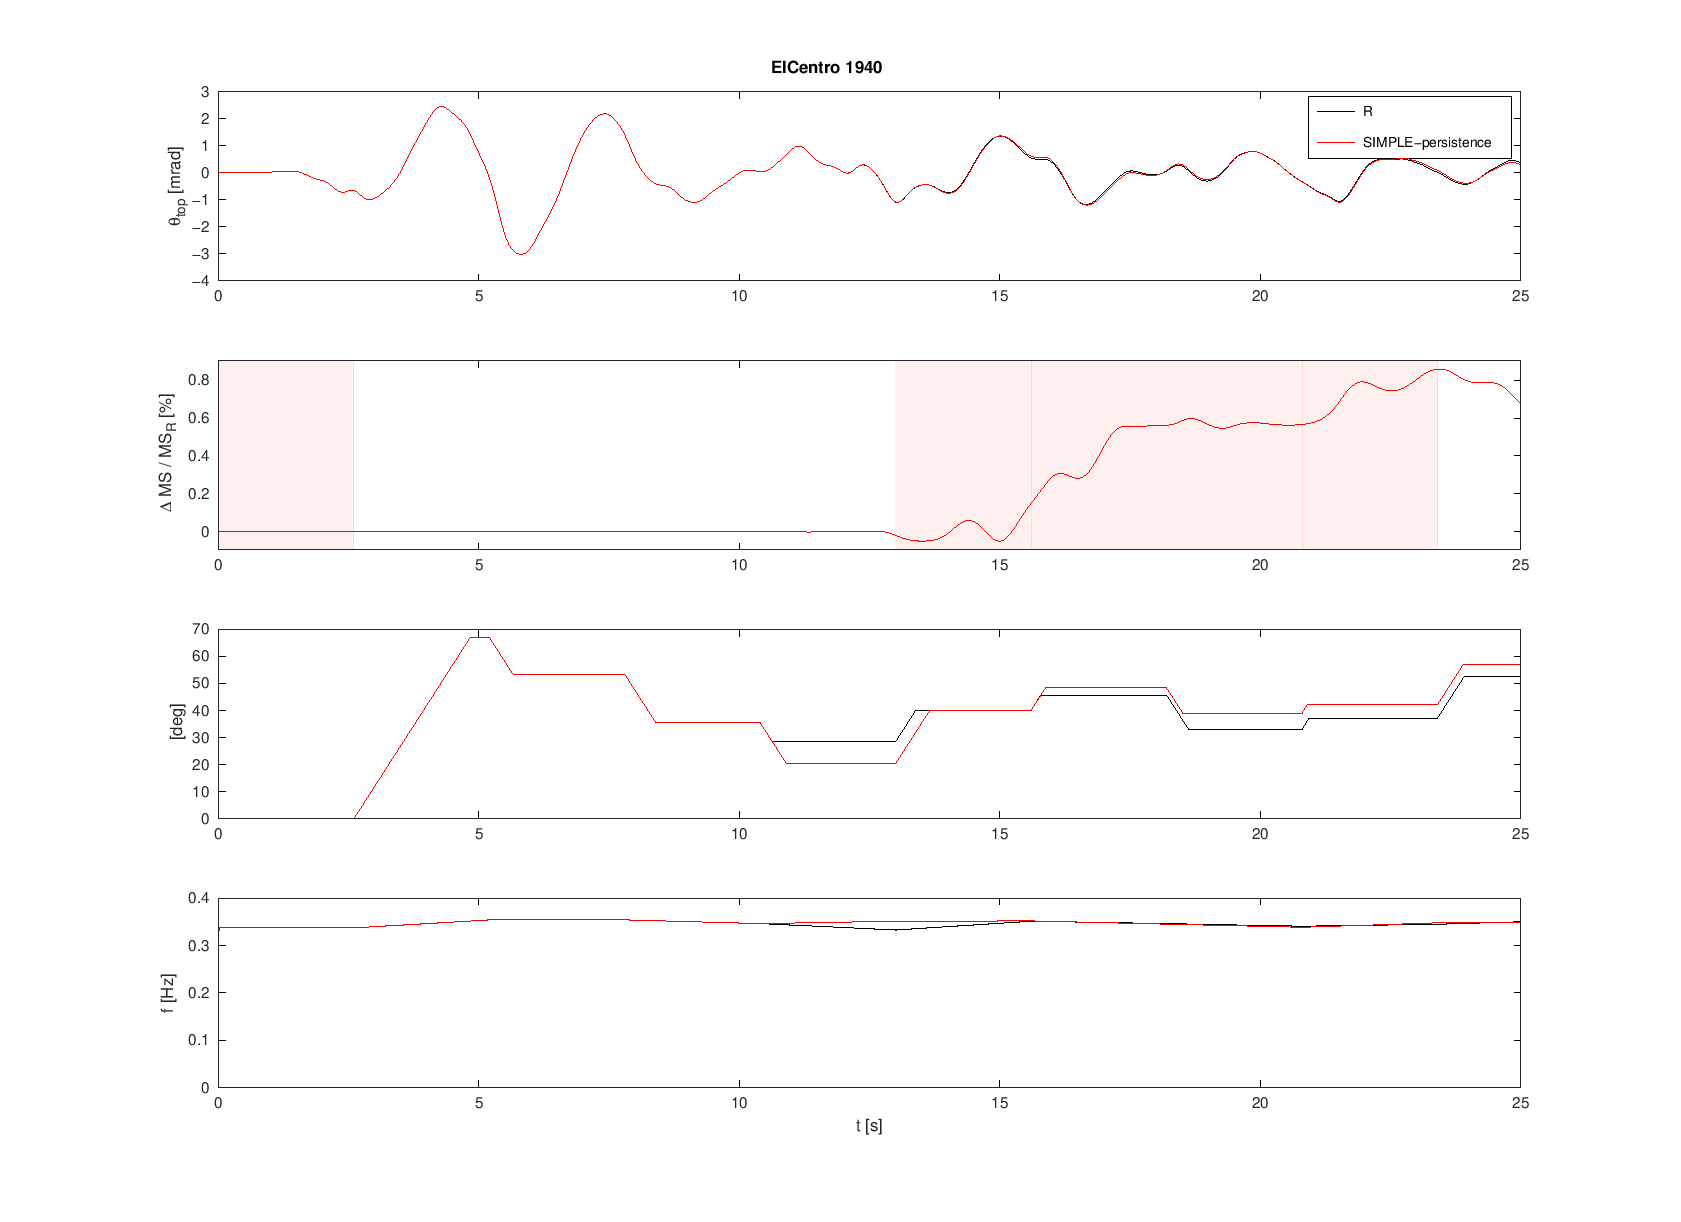 ElCentro 1940
3
2
1
0
−1
−2
−3
−4
θtop [mrad]
R
SIMPLE−persistence
0 5 10 15 20 25
0.8
0.6
0.4
0.2
0
Δ MS / MSR [%]
0 5 10 15 20 25
70
60
50
40
30
20
10
0
[deg]
0 5 10 15 20 25
0.4
0.3
0.2
0.1
0
f [Hz]
0 5 10 15 20 25
t [s]